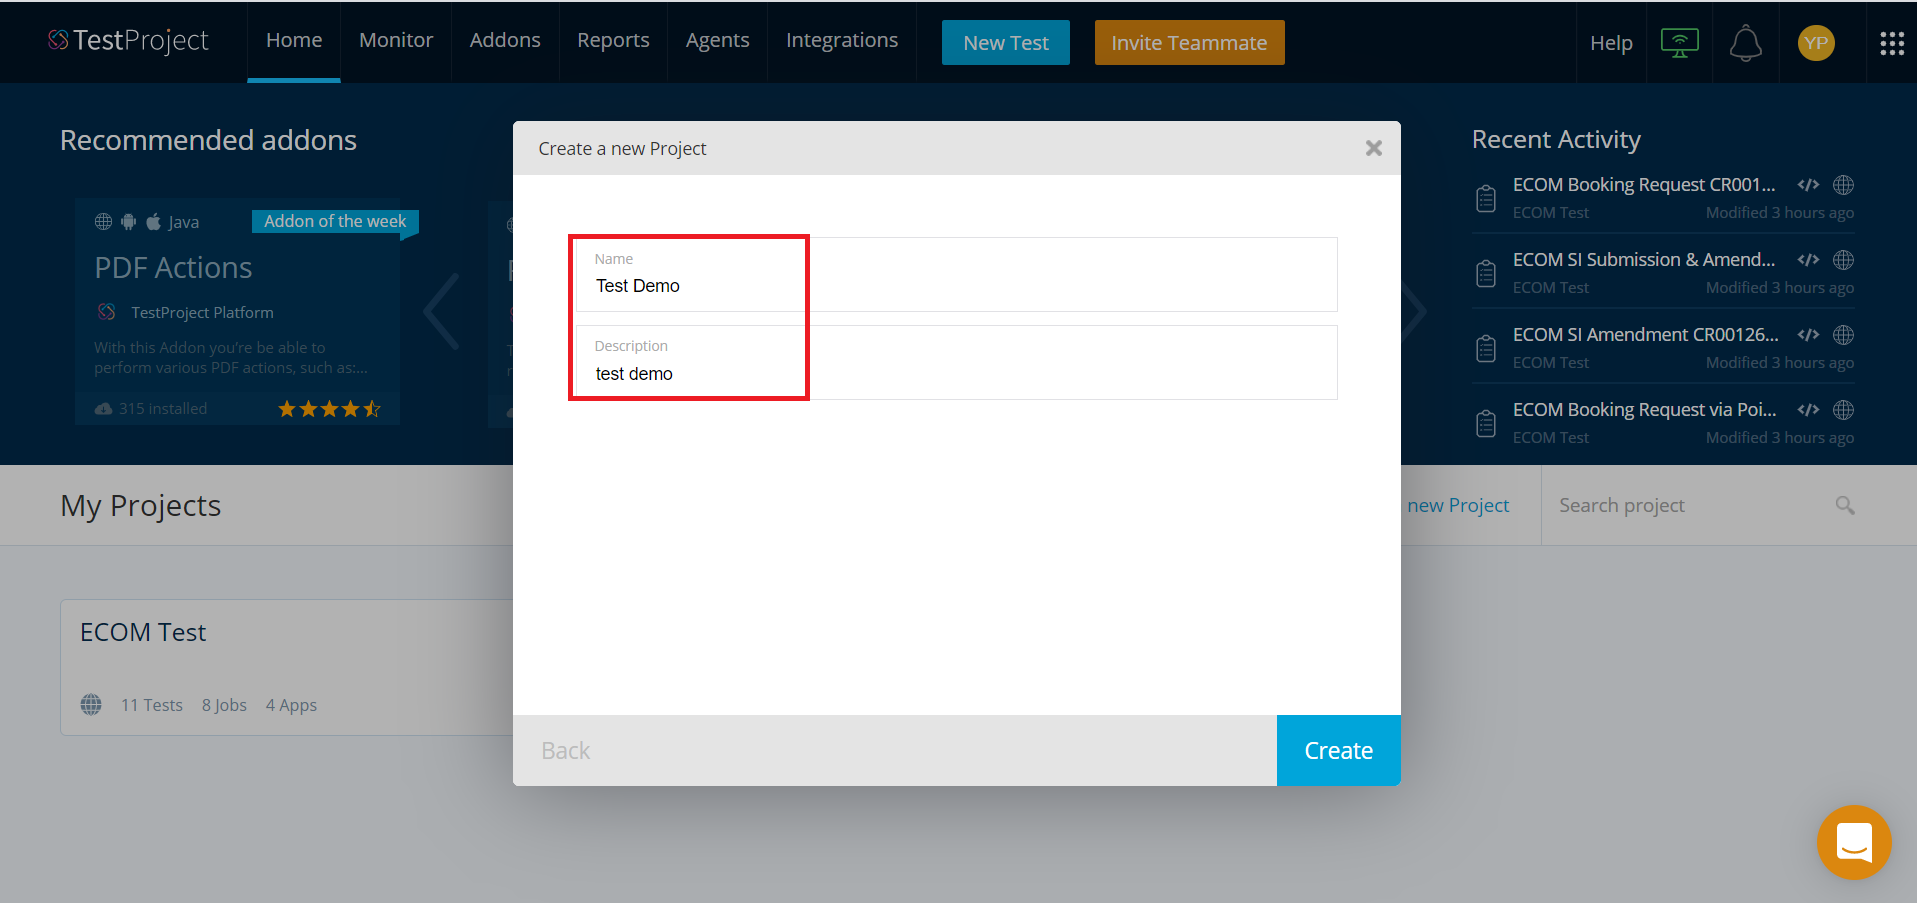 TestProject
Home
Monitor
Addons
Reports
Agents
Integrations
New Test
Invite Teammate
Help
YP
Recommended addons
Java
Addon of the week
PDF Actions
TestProject Platform
With this Addon you're be able to
perform various PDF actions, such as:...
315 installed
Create a new Project
Name
Test Demo
Description
test demo
Back
Create
Recent Activity
ECOM Booking Request CR001...
ECOM Test
Modified 3 hours ago
ECOM SI Submission & Amend...
ECOM Test
Modified 3 hours ago
ECOM SI Amendment CR00126...
ECOM Test
Modified 3 hours ago
ECOM Booking Request via Poi...
ECOM Test
Modified 3 hours ago
My Projects
new Project
Search project
ECOM Test
11 Tests
8 Jobs
4 Apps